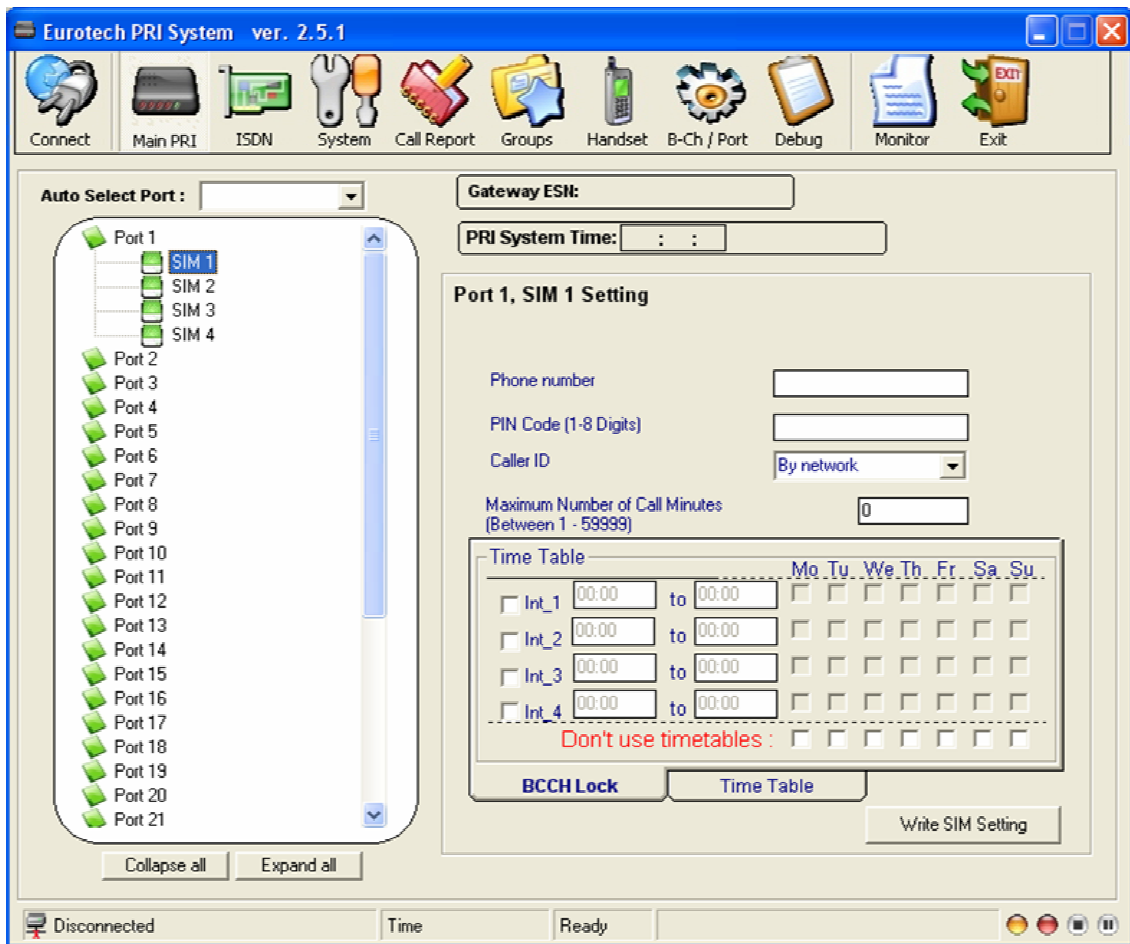 Eurotech PRI System ver. 2.5.1
Connect Main PRI ISDN System Call Report Groups Handset B-Ch / Port Debug Monitor EXIT Exit
Auto Select Port :
Port 1
SIM 1
SIM 2
SIM 3
SIM 4
Port 2
Port 3
Port 4
Port 5
Port 6
Port 7
Port 8
Port 9
Port 10
Port 11
Port 12
Port 13
Port 14
Port 15
Port 16
Port 17
Port 18
Port 19
Port 20
Port 21
Collapse all Expand all
Gateway ESN:
PRI System Time: : :
Port 1, SIM 1 Setting
Phone number
PIN Code (1-8 Digits)
Caller ID By network
Maximum Number of Call Minutes
(Between 1 - 59999) 0
Time Table
Mo Tu We Th Fr Sa Su
Int_1 00:00 to 00:00
Int_2 00:00 to 00:00
Int_3 00:00 to 00:00
Int_4 00:00 to 00:00
Don't use timetables :
BCCH Lock Time Table
Write SIM Setting
Disconnected Time Ready